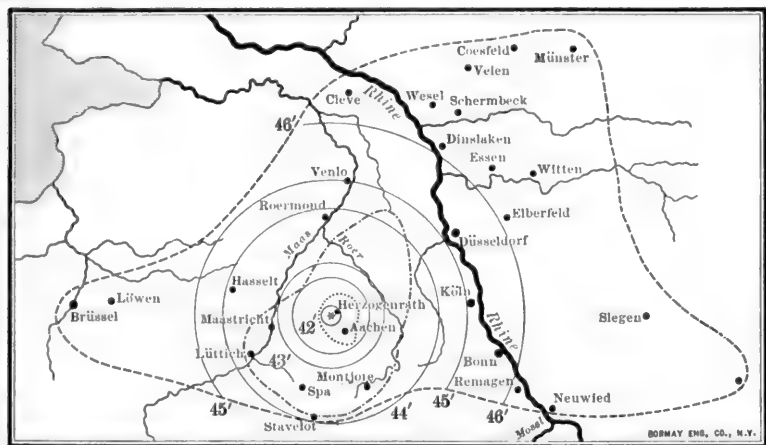 Coesfeld
Münster
Velen
Rhine
Cleve
Wesel
Schermbeck
46'
Dinslaken
Essen
Witten
Venlo
Roermond
Elberfeld
Maas
Roer
Düsseldorf
Hasselt
Löwen
Köln
Herzogenrath
Brüssel
Siegen
42
Maastricht
Aachen
Lüttich
43'
Rhine
Bonn
Montjoie
Spa
Remagen
45'
44'
45'
46'
Neuwied
Stavelot
Mosel
BORMAY ENG. CO., N.Y.